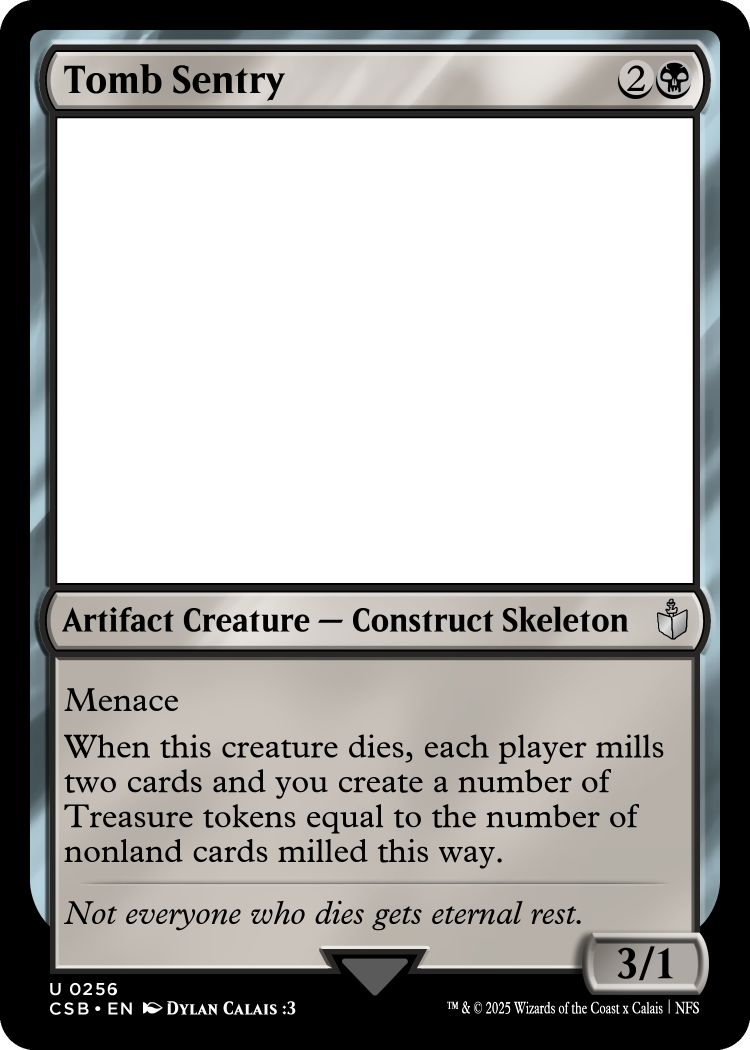 Tomb Sentry 2
Artifact Creature — Construct Skeleton
Menace
When this creature dies, each player mills
two cards and you create a number of
Treasure tokens equal to the number of
nonland cards milled this way.
Not everyone who dies gets eternal rest.
3/1
U 0256
CSB • EN Dylan Calais :3
™ & © 2025 Wizards of the Coast x Calais | NFS